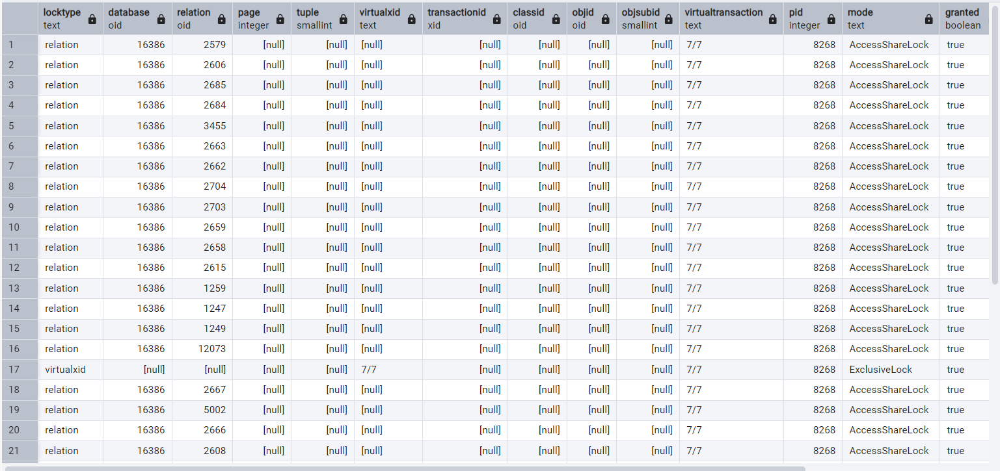 locktype database relation page tuple virtualxid transactionid classid objid objsubid virtualtransaction pid mode granted
text oid oid integer smallint text xid oid oid smallint text integer text boolean
1 relation 16386 2579 [null] [null] [null] [null] [null] [null] [null] 7/7 8268 AccessShareLock true
2 relation 16386 2606 [null] [null] [null] [null] [null] [null] [null] 7/7 8268 AccessShareLock true
3 relation 16386 2685 [null] [null] [null] [null] [null] [null] [null] 7/7 8268 AccessShareLock true
4 relation 16386 2684 [null] [null] [null] [null] [null] [null] [null] 7/7 8268 AccessShareLock true
5 relation 16386 3455 [null] [null] [null] [null] [null] [null] [null] 7/7 8268 AccessShareLock true
6 relation 16386 2663 [null] [null] [null] [null] [null] [null] [null] 7/7 8268 AccessShareLock true
7 relation 16386 2662 [null] [null] [null] [null] [null] [null] [null] 7/7 8268 AccessShareLock true
8 relation 16386 2704 [null] [null] [null] [null] [null] [null] [null] 7/7 8268 AccessShareLock true
9 relation 16386 2703 [null] [null] [null] [null] [null] [null] [null] 7/7 8268 AccessShareLock true
10 relation 16386 2659 [null] [null] [null] [null] [null] [null] [null] 7/7 8268 AccessShareLock true
11 relation 16386 2658 [null] [null] [null] [null] [null] [null] [null] 7/7 8268 AccessShareLock true
12 relation 16386 2615 [null] [null] [null] [null] [null] [null] [null] 7/7 8268 AccessShareLock true
13 relation 16386 1259 [null] [null] [null] [null] [null] [null] [null] 7/7 8268 AccessShareLock true
14 relation 16386 1247 [null] [null] [null] [null] [null] [null] [null] 7/7 8268 AccessShareLock true
15 relation 16386 1249 [null] [null] [null] [null] [null] [null] [null] 7/7 8268 AccessShareLock true
16 relation 16386 12073 [null] [null] [null] [null] [null] [null] [null] 7/7 8268 AccessShareLock true
17 virtualxid [null] [null] [null] [null] 7/7 [null] [null] [null] [null] 7/7 8268 ExclusiveLock true
18 relation 16386 2667 [null] [null] [null] [null] [null] [null] [null] 7/7 8268 AccessShareLock true
19 relation 16386 5002 [null] [null] [null] [null] [null] [null] [null] 7/7 8268 AccessShareLock true
20 relation 16386 2666 [null] [null] [null] [null] [null] [null] [null] 7/7 8268 AccessShareLock true
21 relation 16386 2608 [null] [null] [null] [null] [null] [null] [null] 7/7 8268 AccessShareLock true